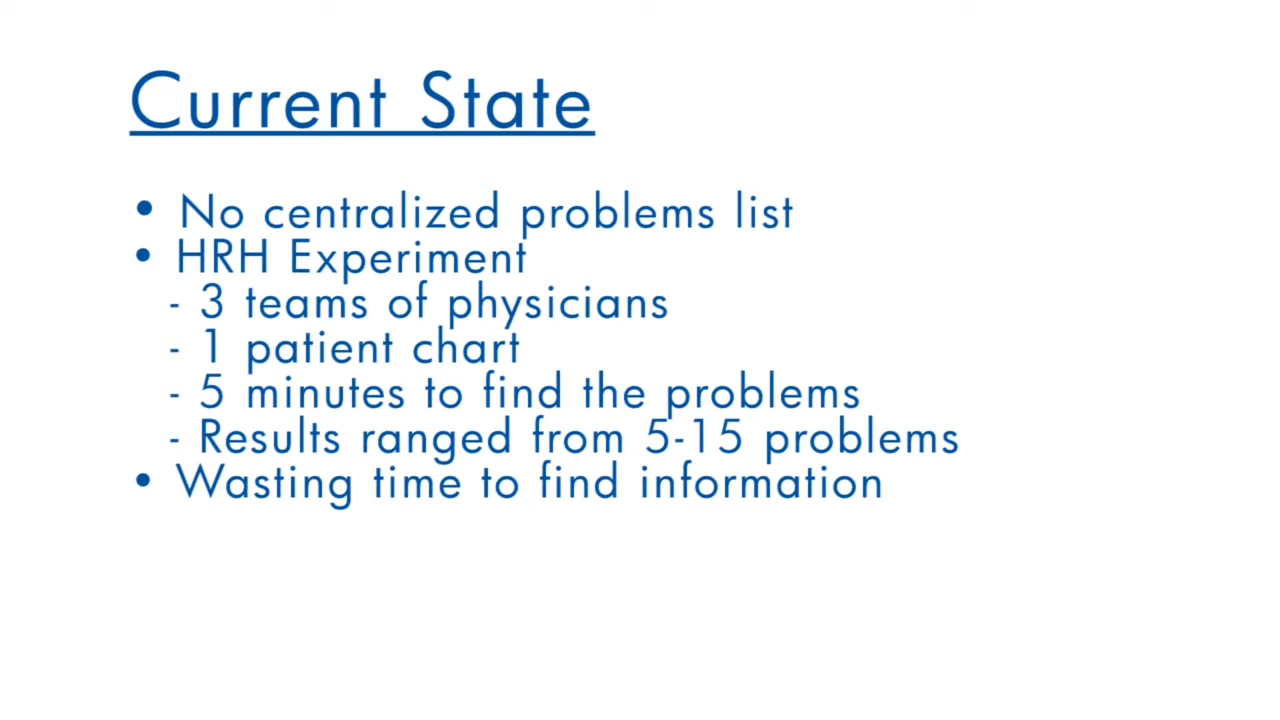 Current State
• No centralized problems list
• HRH Experiment
- 3 teams of physicians
- 1 patient chart
- 5 minutes to find the problems
- Results ranged from 5-15 problems
• Wasting time to find information